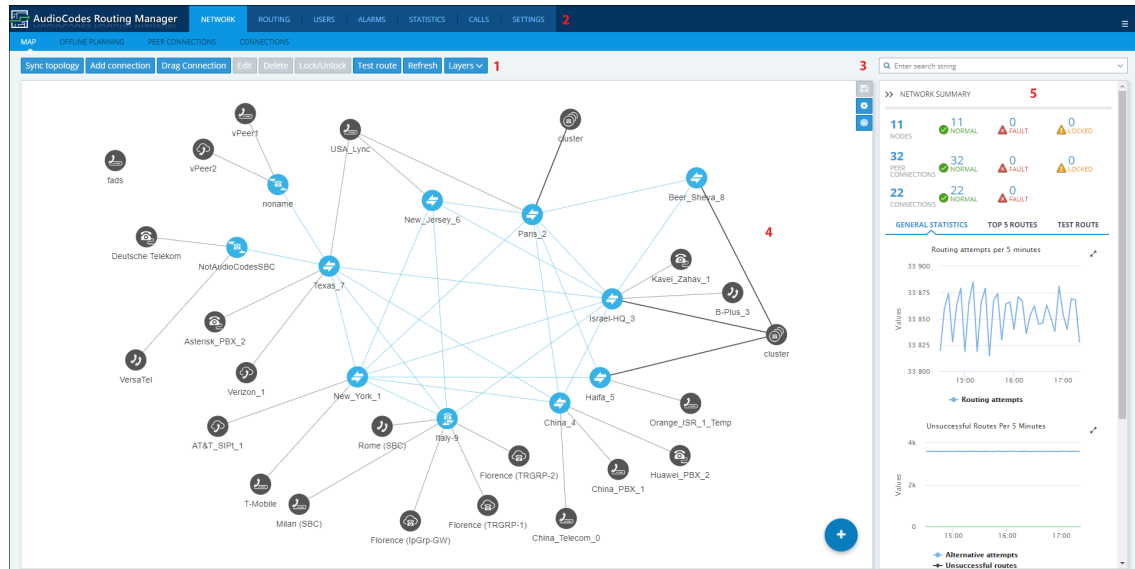 AudioCodes Routing Manager
NETWORK ROUTING USERS ALARMS STATISTICS CALLS SETTINGS 2
MAP OFFLINE PLANNING PEER CONNECTIONS CONNECTIONS
Sync topology Add connection Drag Connection Edit Delete Lock/Unlock Test route Refresh Layers 1
3 Enter search string
vPeer1
USA_Lync
cluster
vPeer2
fads
noname
New_Jersey_6
Paris_2
Beer_Sheva_8
4
Deutsche Telekom
NotAudioCodesSBC
Texas_7
Kavei_Zahav_1
Israel-HQ_3
B-Plus_3
Asterisk_PBX_2
cluster
VersaTel
Verizon_1
New_York_1
Haifa_5
AT&T_SIPt_1
Rome (SBC)
Italy-9
China_4
Orange_ISR_1_Temp
Florence (TRGRP-2)
Huawei_PBX_2
China_PBX_1
T-Mobile
Milan (SBC)
Florence (IpGrp-GW)
Florence (TRGRP-1)
China_Telecom_0
NETWORK SUMMARY 5
11 NODES 11 NORMAL 0 FAULT 0 LOCKED
32 PEER CONNECTIONS 32 NORMAL 0 FAULT 0 LOCKED
22 CONNECTIONS 22 NORMAL 0 FAULT
GENERAL STATISTICS TOP 5 ROUTES TEST ROUTE
Routing attempts per 5 minutes
33 900
33 850
33 825
33 800
Values
15:00 16:00 17:00
Routing attempts
Unsuccessful Routes Per 5 Minutes
4k
2k
0
Values
15:00 16:00 17:00
Alternative attempts
Unsuccessful routes